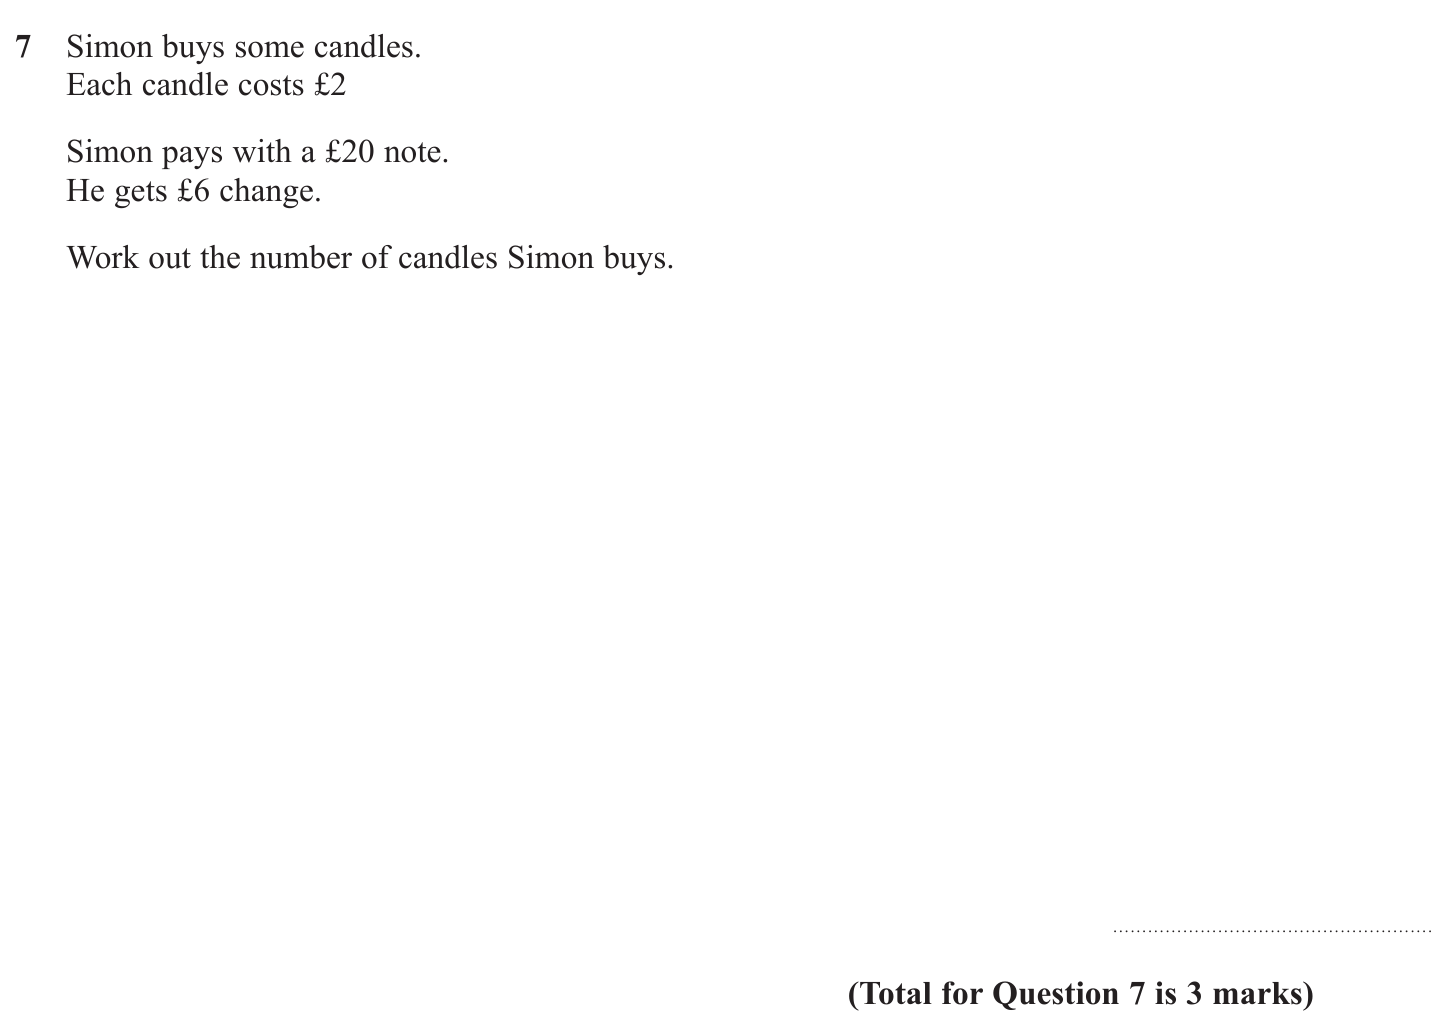 7 Simon buys some candles.
Each candle costs £2
Simon pays with a £20 note.
He gets £6 change.
Work out the number of candles Simon buys.
(Total for Question 7 is 3 marks)